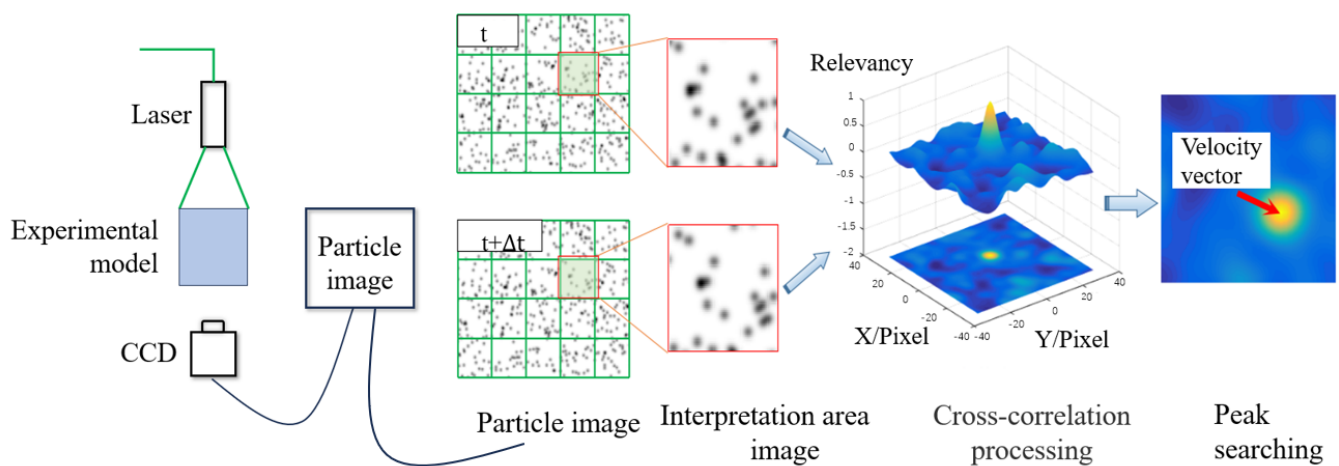 Laser
Experimental
model
CCD
Particle
image
t
t+Δt
Particle image
Interpretation area
image
Relevancy
1
0.5
0
-0.5
-1
-1.5
-2
40
20
0
-20
-40
X/Pixel
-40
-20
0
20
40
Y/Pixel
Cross-correlation
processing
Velocity
vector
Peak
searching